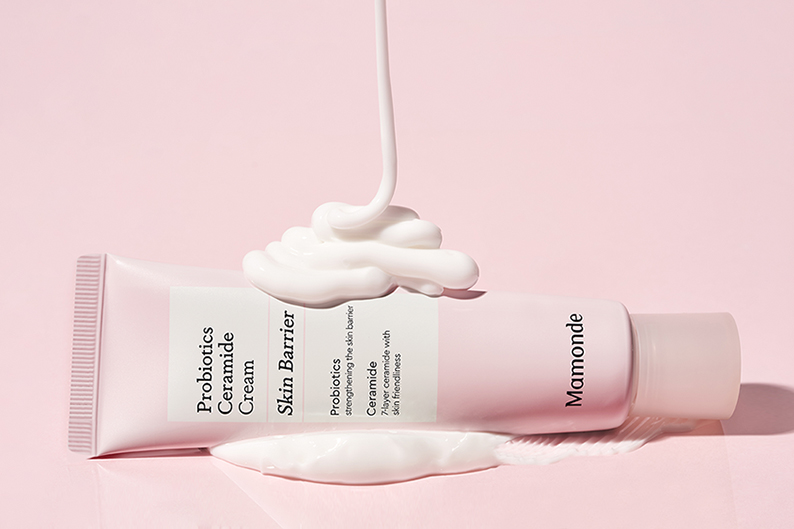 Probiotics
Ceramide
Cream
Skin Barrier
Probiotics
strengthening the skin barrier
Ceramide
7-layer ceramide with
skin friendliness
Mamonde